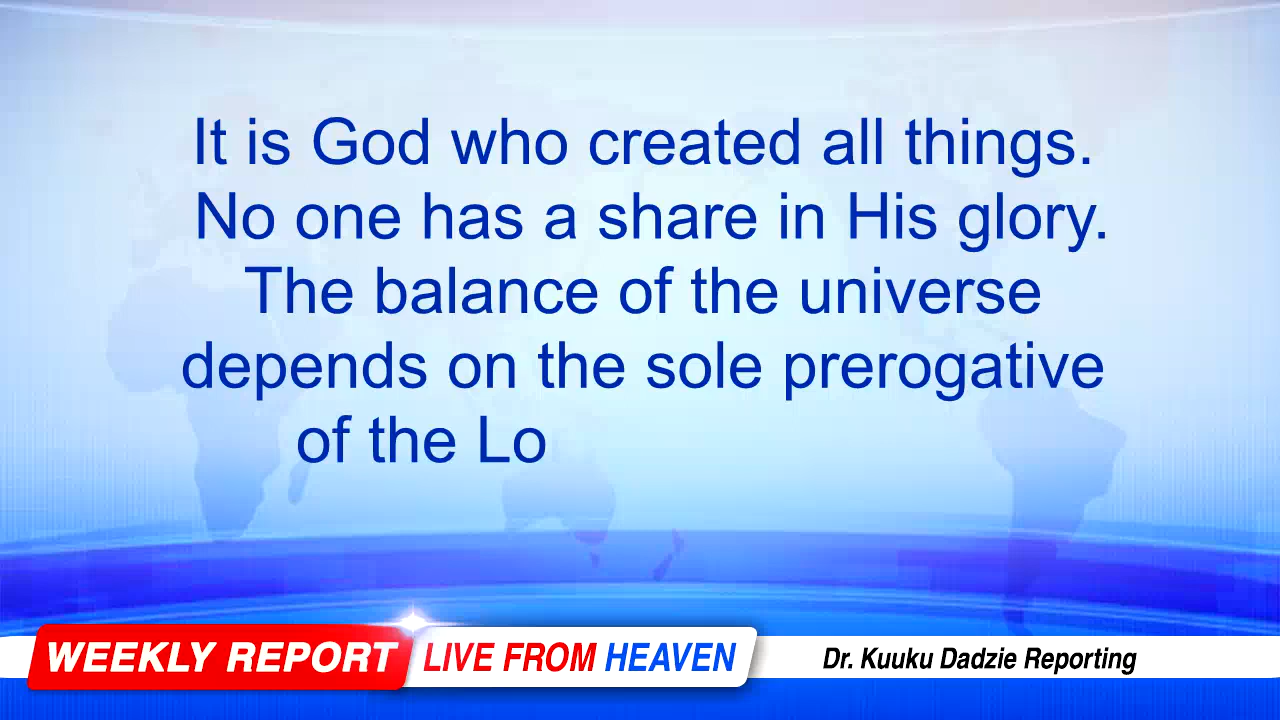 It is God who created all things.
No one has a share in His glory.
The balance of the universe
depends on the sole prerogative
of the Lo
WEEKLY REPORT
LIVE FROM HEAVEN
Dr. Kuuku Dadzie Reporting